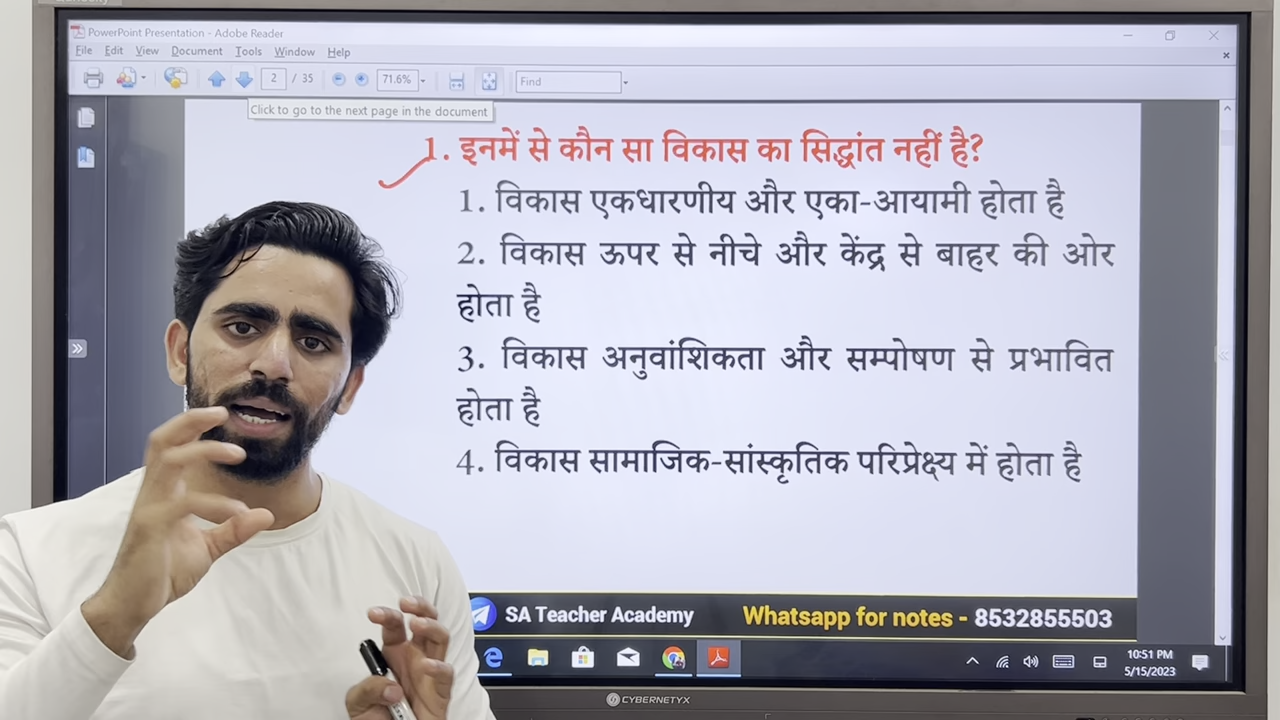 PowerPoint Presentation - Adobe Reader
File Edit View Document Tools Window Help
2 / 35 71.6% Find
Click to go to the next page in the document
1. इनमें से कौन सा विकास का सिद्धांत नहीं है?
1. विकास एकधारणीय और एका-आयामी होता है
2. विकास ऊपर से नीचे और केंद्र से बाहर की ओर
होता है
3. विकास अनुवांशिकता और सम्पोषण से प्रभावित
होता है
4. विकास सामाजिक-सांस्कृतिक परिप्रेक्ष्य में होता है
SA Teacher Academy Whatsapp for notes - 8532855503
10:51 PM
5/15/2023
CYBERNETYX